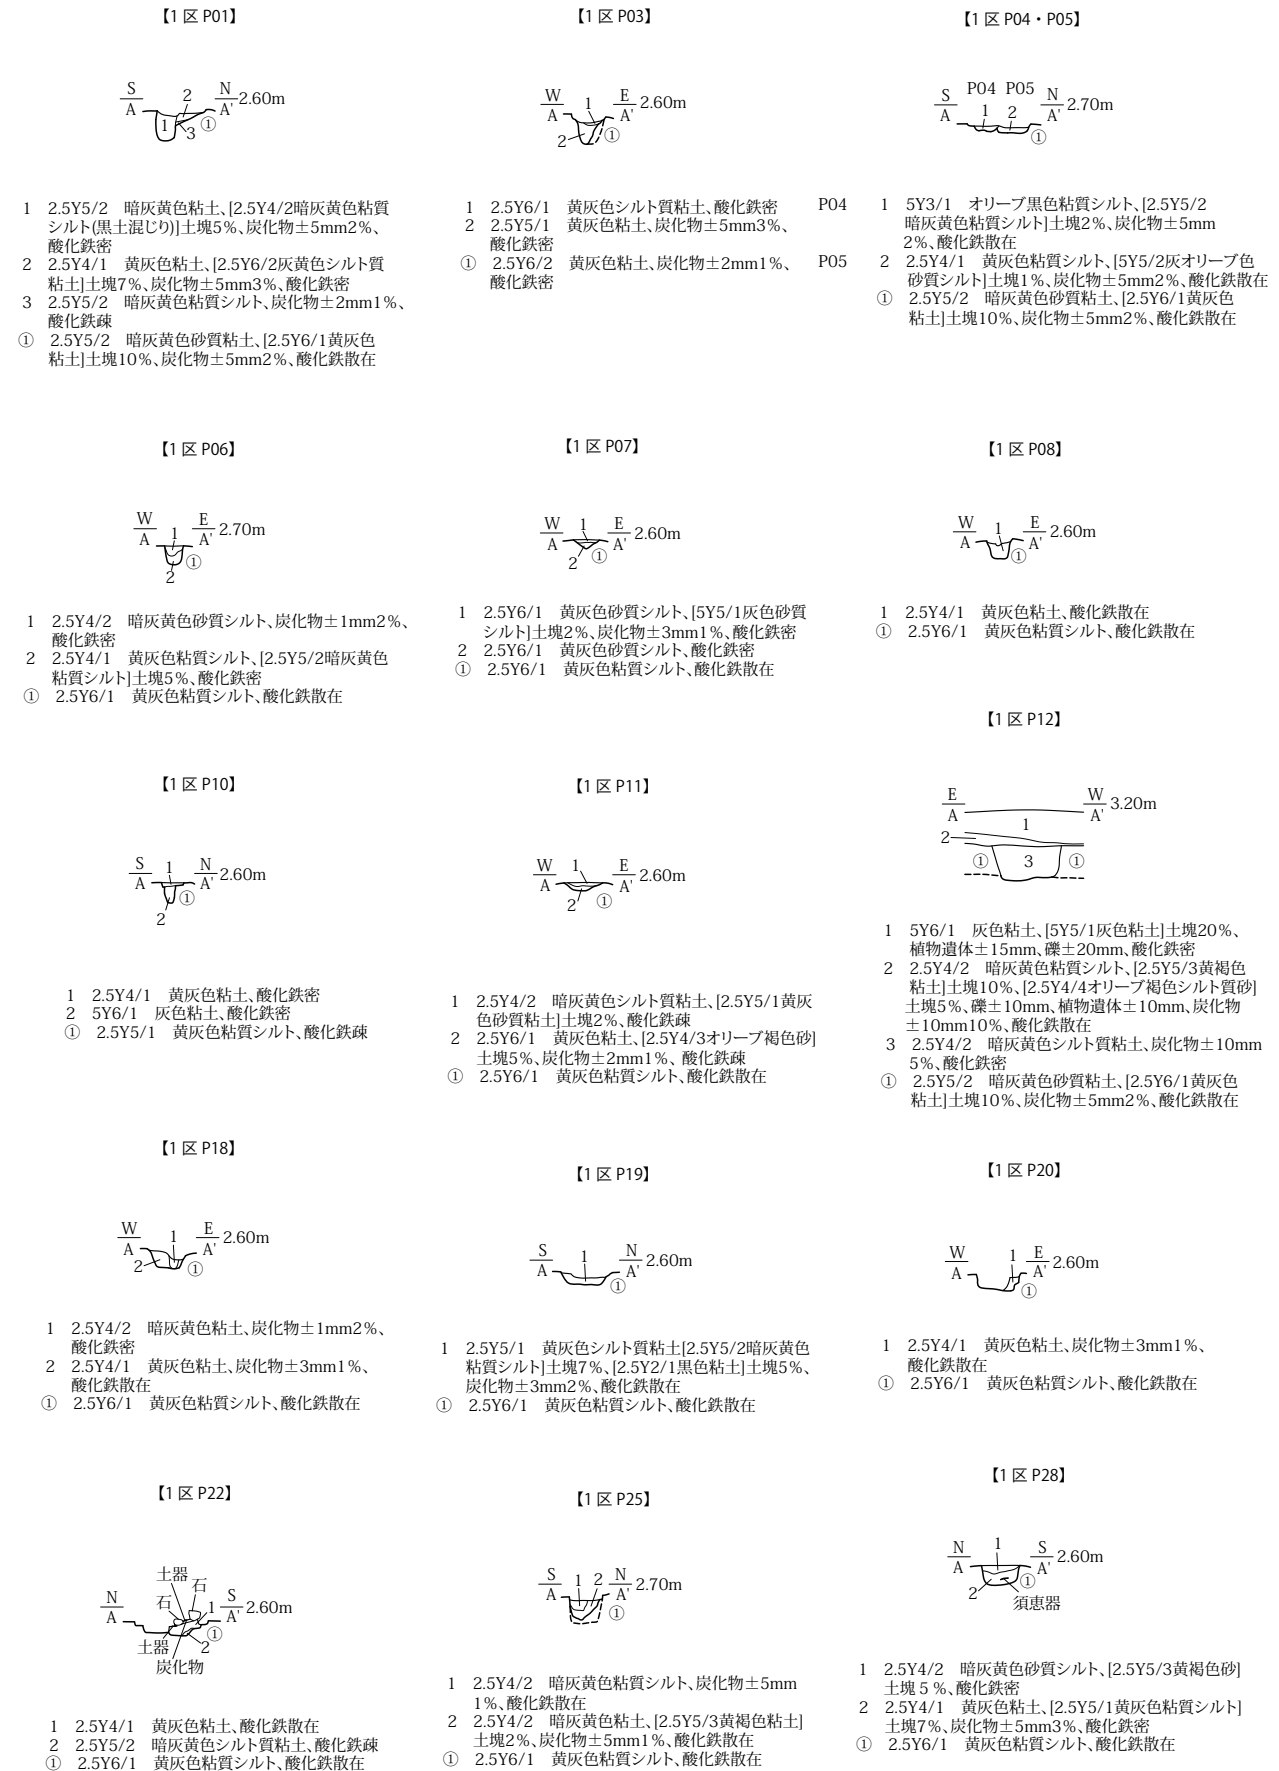 【1 区 P01】
S
A
2
N
A'
2.60m
1
3
①
1 2.5Y5/2 暗灰黄色粘土、[2.5Y4/2暗灰黄色粘質
シルト(黒土混じり)]土塊5%、炭化物±5mm2%、
酸化鉄密
2 2.5Y4/1 黄灰色粘土、[2.5Y6/2灰黄色シルト質
粘土]土塊7%、炭化物±5mm3%、酸化鉄密
3 2.5Y5/2 暗灰黄色粘質シルト、炭化物±2mm1%、
酸化鉄疎
① 2.5Y5/2 暗灰黄色砂質粘土、[2.5Y6/1黄灰色
粘土]土塊10%、炭化物±5mm2%、酸化鉄散在
【1 区 P03】
W
A
1
E
A'
2.60m
2
①
1 2.5Y6/1 黄灰色シルト質粘土、酸化鉄密
2 2.5Y5/1 黄灰色粘土、炭化物±5mm3%、
酸化鉄密
① 2.5Y6/2 黄灰色粘土、炭化物±2mm1%、
酸化鉄密
【1 区 P04・P05】
S
A
P04 P05
1 2
N
A'
2.70m
①
P04 1 5Y3/1 オリーブ黒色粘質シルト、[2.5Y5/2
暗灰黄色粘質シルト]土塊2%、炭化物±5mm
2%、酸化鉄散在
P05 2 2.5Y4/1 黄灰色粘質シルト、[5Y5/2灰オリーブ色
砂質シルト]土塊1%、炭化物±5mm2%、酸化鉄散在
① 2.5Y5/2 暗灰黄色砂質粘土、[2.5Y6/1黄灰色
粘土]土塊10%、炭化物±5mm2%、酸化鉄散在
【1 区 P06】
W
A
1
E
A'
2.70m
①
2
1 2.5Y4/2 暗灰黄色砂質シルト、炭化物±1mm2%、
酸化鉄密
2 2.5Y4/1 黄灰色粘質シルト、[2.5Y5/2暗灰黄色
粘質シルト]土塊5%、酸化鉄密
① 2.5Y6/1 黄灰色粘質シルト、酸化鉄散在
【1 区 P07】
W
A
1
E
A'
2.60m
2
①
1 2.5Y6/1 黄灰色砂質シルト、[5Y5/1灰色砂質
シルト]土塊2%、炭化物±3mm1%、酸化鉄密
2 2.5Y6/1 黄灰色砂質シルト、酸化鉄密
① 2.5Y6/1 黄灰色粘質シルト、酸化鉄散在
【1 区 P08】
W
A
1
E
A'
2.60m
①
1 2.5Y4/1 黄灰色粘土、酸化鉄散在
① 2.5Y6/1 黄灰色粘質シルト、酸化鉄散在
【1 区 P10】
S
A
1
N
A'
2.60m
①
2
1 2.5Y4/1 黄灰色粘土、酸化鉄密
2 5Y6/1 灰色粘土、酸化鉄密
① 2.5Y5/1 黄灰色粘質シルト、酸化鉄疎
【1 区 P11】
W
A
1
E
A'
2.60m
2
①
1 2.5Y4/2 暗灰黄色シルト質粘土、[2.5Y5/1黄灰
色砂質粘土]土塊2%、酸化鉄疎
2 2.5Y6/1 黄灰色粘土、[2.5Y4/3オリーブ褐色砂]
土塊5%、炭化物±2mm1%、 酸化鉄疎
① 2.5Y6/1 黄灰色粘質シルト、酸化鉄散在
【1 区 P12】
E
A
W
A'
3.20m
1
2
① 3 ①
1 5Y6/1 灰色粘土、[5Y5/1灰色粘土]土塊20%、
植物遺体±15mm、礫±20mm、酸化鉄密
2 2.5Y4/2 暗灰黄色粘質シルト、[2.5Y5/3黄褐色
粘土]土塊10%、[2.5Y4/4オリーブ褐色シルト質砂]
土塊5%、礫±10mm、植物遺体±10mm、炭化物
±10mm10%、酸化鉄散在
3 2.5Y4/2 暗灰黄色シルト質粘土、炭化物±10mm
5%、酸化鉄密
① 2.5Y5/2 暗灰黄色砂質粘土、[2.5Y6/1黄灰色
粘土]土塊10%、炭化物±5mm2%、酸化鉄散在
【1 区 P18】
W
A
1
E
A'
2.60m
2
①
1 2.5Y4/2 暗灰黄色粘土、炭化物±1mm2%、
酸化鉄密
2 2.5Y4/1 黄灰色粘土、炭化物±3mm1%、
酸化鉄散在
① 2.5Y6/1 黄灰色粘質シルト、酸化鉄散在
【1 区 P19】
S
A
1
N
A'
2.60m
①
1 2.5Y5/1 黄灰色シルト質粘土[2.5Y5/2暗灰黄色
粘質シルト]土塊7%、[2.5Y2/1黒色粘土]土塊5%、
炭化物±3mm2%、酸化鉄散在
① 2.5Y6/1 黄灰色粘質シルト、酸化鉄散在
【1 区 P20】
W
A
1
E
A'
2.60m
①
1 2.5Y4/1 黄灰色粘土、炭化物±3mm1%、
酸化鉄散在
① 2.5Y6/1 黄灰色粘質シルト、酸化鉄散在
【1 区 P22】
土器
石
N
A
石
1
S
A'
2.60m
①
土器
2
炭化物
1 2.5Y4/1 黄灰色粘土、酸化鉄散在
2 2.5Y5/2 暗灰黄色シルト質粘土、酸化鉄疎
① 2.5Y6/1 黄灰色粘質シルト、酸化鉄散在
【1 区 P25】
S
A
1 2
N
A'
2.70m
①
1 2.5Y4/2 暗灰黄色粘質シルト、炭化物±5mm
1%、酸化鉄散在
2 2.5Y4/2 暗灰黄色粘土、[2.5Y5/3黄褐色粘土]
土塊2%、炭化物±5mm1%、酸化鉄散在
① 2.5Y6/1 黄灰色粘質シルト、酸化鉄散在
【1 区 P28】
N
A
1
S
A'
2.60m
①
2
須恵器
1 2.5Y4/2 暗灰黄色砂質シルト、[2.5Y5/3黄褐色砂]
土塊 5 %、酸化鉄密
2 2.5Y4/1 黄灰色粘土、[2.5Y5/1黄灰色粘質シルト]
土塊7%、炭化物±5mm3%、酸化鉄密
① 2.5Y6/1 黄灰色粘質シルト、酸化鉄散在